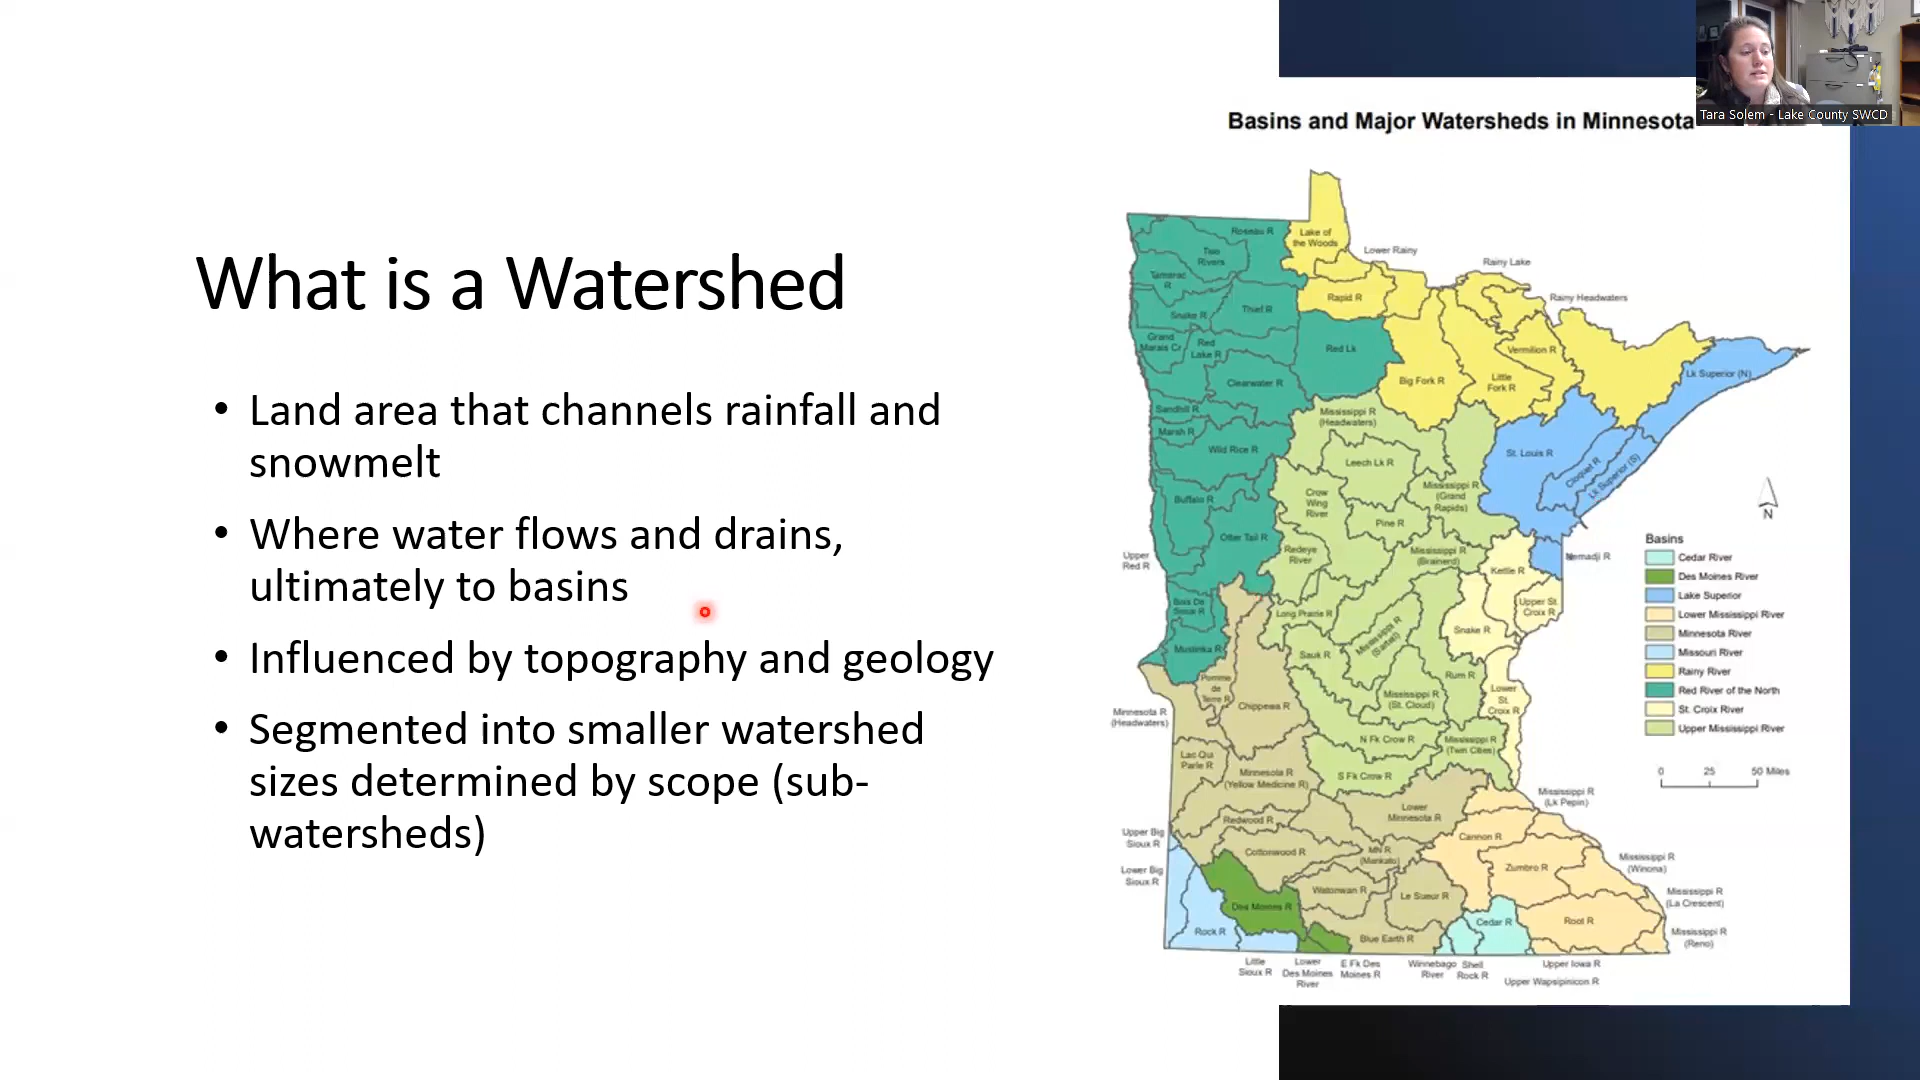 Tara Solem - Lake County SWCD
Basins and Major Watersheds in Minnesota
What is a Watershed
• Land area that channels rainfall and
snowmelt
• Where water flows and drains,
ultimately to basins
• Influenced by topography and geology
• Segmented into smaller watershed
sizes determined by scope (sub-
watersheds)
Roseau R
Lake of
the Woods
Lower Rainy
Two
Rivers
Rainy Lake
Tamarac
R
Rapid R
Rainy Headwaters
Snake R
Thief R
Grand
Marais Cr
Red
Lake R
Red Lk
Vermilion R
Clearwater R
Big Fork R
Little
Fork R
Lk Superior (N)
Sandhill R
Mississippi R
(Headwaters)
Marsh R
Wild Rice R
Leech Lk R
St. Louis R
Cloquet R
Lk Superior (S)
Buffalo R
Crow
Wing
River
Mississippi R
(Grand
Rapids)
Pine R
N
Upper
Red R
Otter Tail R
Redeye
River
Mississippi R
(Brainerd)
Kettle R
Nemadji R
Bois De
Sioux R
Long Prairie R
Mississippi R
(Sartell)
Upper St.
Croix R
Snake R
Mustinka R
Sauk R
Pomme
de
Terre R
Chippewa R
Rum R
Mississippi R
(St. Cloud)
Lower
St.
Croix R
Minnesota R
(Headwaters)
N Fk Crow R
Mississippi R
(Twin Cities)
Lac Qui
Parle R
Minnesota R
(Yellow Medicine R)
S Fk Crow R
Mississippi R
(Lk Pepin)
Redwood R
Lower
Minnesota R
Upper Big
Sioux R
Cottonwood R
MN R
(Mankato)
Cannon R
Zumbro R
Mississippi R
(Winona)
Lower Big
Sioux R
Watonwan R
Le Sueur R
Mississippi R
(La Crescent)
Des Moines R
Rock R
Blue Earth R
Cedar R
Root R
Mississippi R
(Reno)
Little
Sioux R
Lower
Des Moines
River
E Fk Des
Moines R
Winnebago
River
Shell
Rock R
Upper Iowa R
Upper Wapsipinicon R
Basins
Cedar River
Des Moines River
Lake Superior
Lower Mississippi River
Minnesota River
Missouri River
Rainy River
Red River of the North
St. Croix River
Upper Mississippi River
0 25 50 Miles